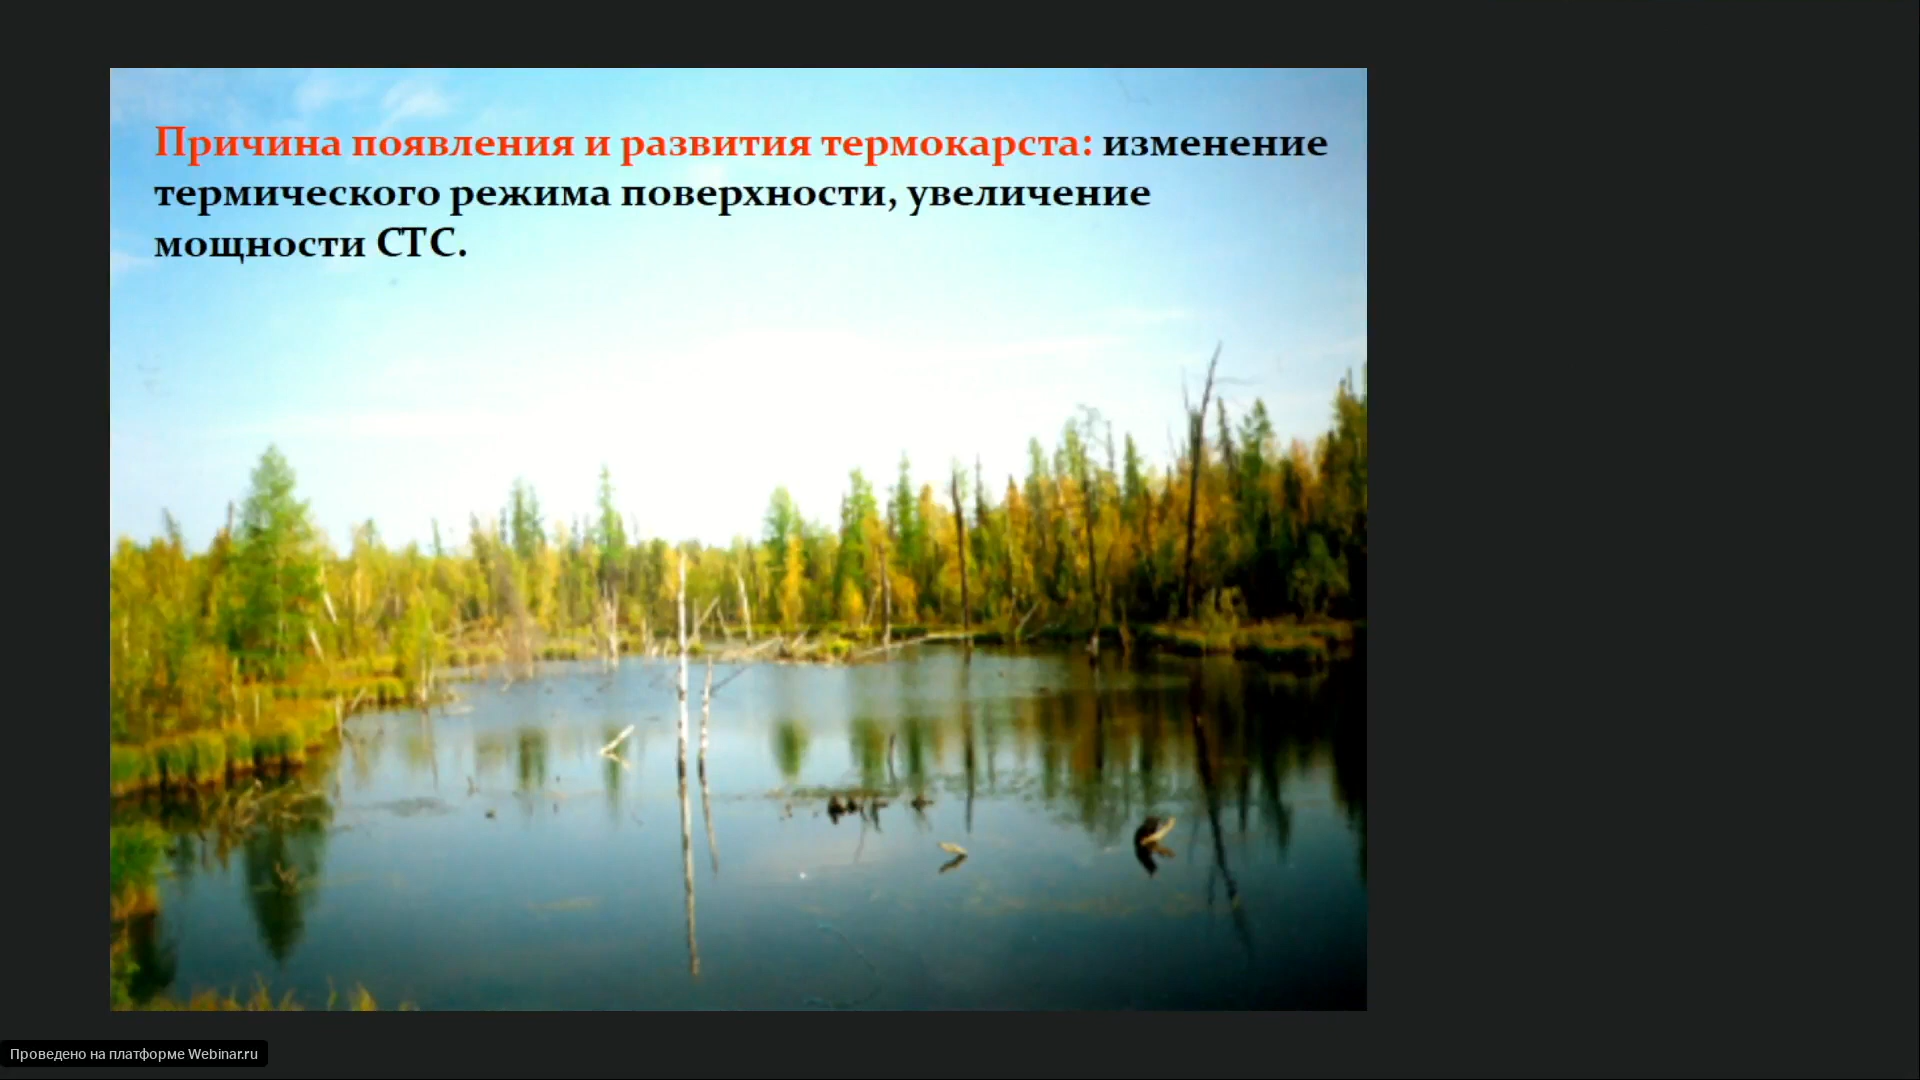 Причина появления и развития термокарста: изменение
термического режима поверхности, увеличение
мощности СТС.
Проведено на платформе Webinar.ru